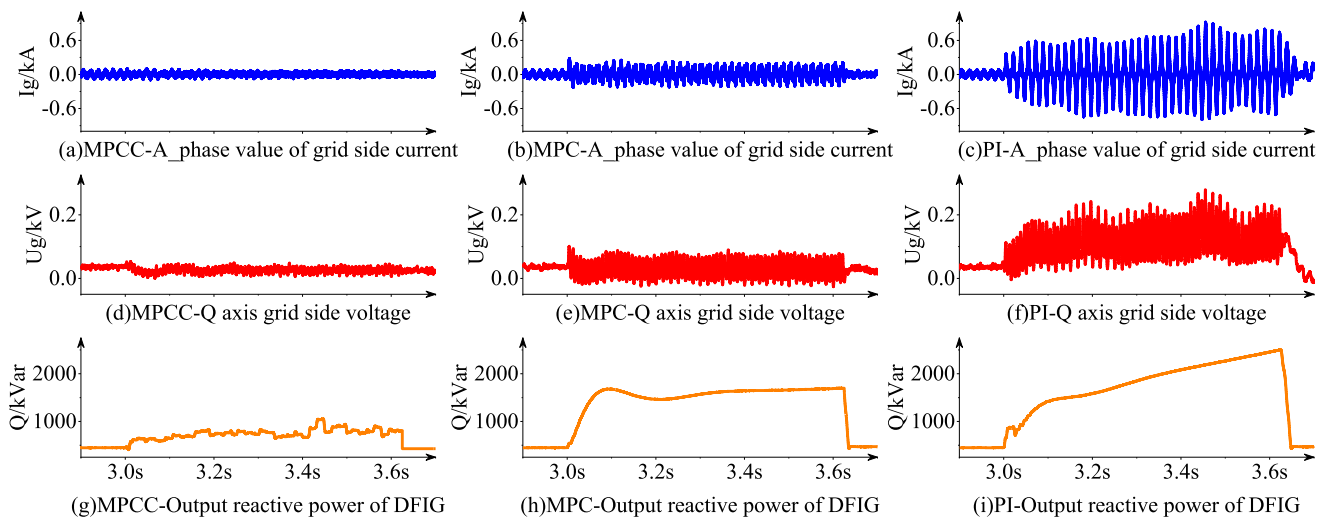 Ig/kA
0.6
0.0
-0.6
(a)MPCC-A_phase value of grid side current
Ig/kA
0.6
0.0
-0.6
(b)MPC-A_phase value of grid side current
Ig/kA
0.6
0.0
-0.6
(c)PI-A_phase value of grid side current
Ug/kV
0.2
0.0
(d)MPCC-Q axis grid side voltage
Ug/kV
0.2
0.0
(e)MPC-Q axis grid side voltage
Ug/kV
0.2
0.0
(f)PI-Q axis grid side voltage
Q/kVar
2000
1000
3.0s 3.2s 3.4s 3.6s
(g)MPCC-Output reactive power of DFIG
Q/kVar
2000
1000
3.0s 3.2s 3.4s 3.6s
(h)MPC-Output reactive power of DFIG
Q/kVar
2000
1000
3.0s 3.2s 3.4s 3.6s
(i)PI-Output reactive power of DFIG